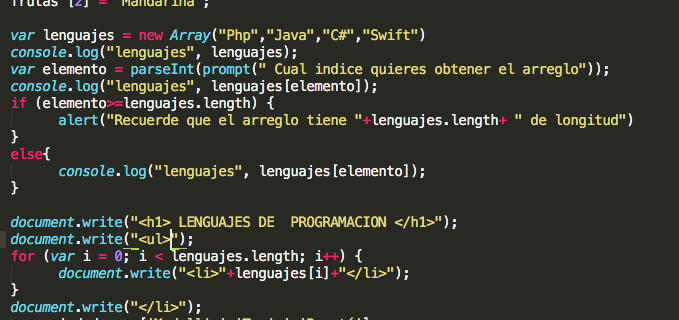 frutas [2] = "Mandarina";
var lenguajes = new Array("Php","Java","C#","Swift")
console.log("lenguajes", lenguajes);
var elemento = parseInt(prompt(" Cual indice quieres obtener el arreglo"));
console.log("lenguajes", lenguajes[elemento]);
if (elemento>=lenguajes.length) {
alert("Recuerde que el arreglo tiene "+lenguajes.length+ " de longitud")
}
else{
console.log("lenguajes", lenguajes[elemento]);
}
document.write("<h1> LENGUAJES DE  PROGRAMACION </h1>");
document.write("<ul>");
for (var i = 0; i < lenguajes.length; i++) {
document.write("<li>"+lenguajes[i]+"</li>");
}
document.write("</li>");